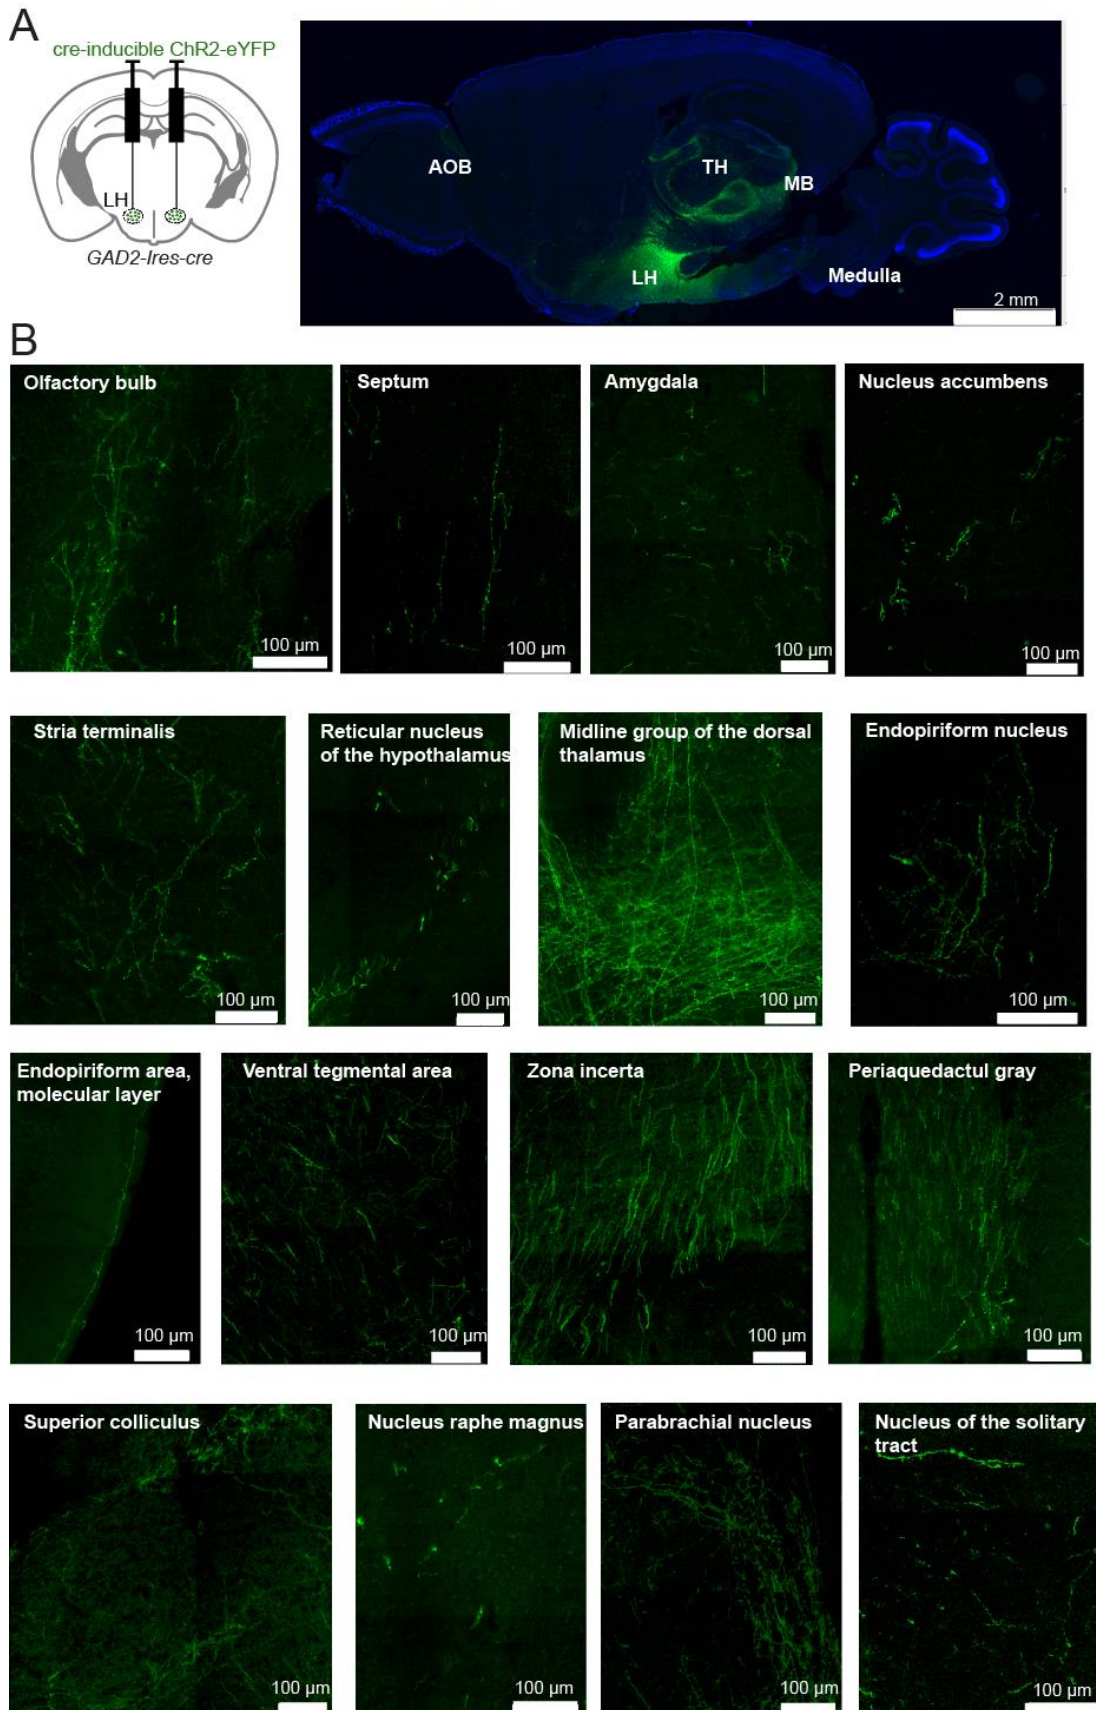 A
cre-inducible ChR2-eYFP
LH
GAD2-Ires-cre
AOB
TH
MB
LH
Medulla
2 mm
B
Olfactory bulb
100 µm
Septum
100 µm
Amygdala
100 µm
Nucleus accumbens
100 µm
Stria terminalis
100 µm
Reticular nucleus
of the hypothalamus
100 µm
Midline group of the dorsal
thalamus
100 µm
Endopiriform nucleus
100 µm
Endopiriform area,
molecular layer
100 µm
Ventral tegmental area
100 µm
Zona incerta
100 µm
Periaquedactul gray
100 µm
Superior colliculus
100 µm
Nucleus raphe magnus
100 µm
Parabrachial nucleus
100 µm
Nucleus of the solitary
tract
100 µm